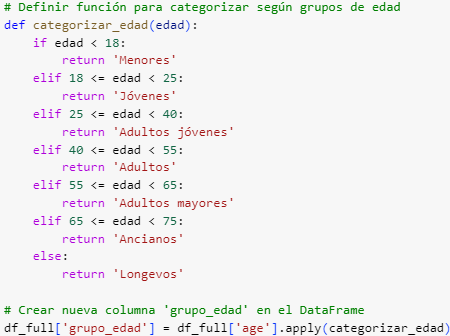 # Definir función para categorizar según grupos de edad
def categorizar_edad(edad):
    if edad < 18:
        return 'Menores'
    elif 18 <= edad < 25:
        return 'Jóvenes'
    elif 25 <= edad < 40:
        return 'Adultos jóvenes'
    elif 40 <= edad < 55:
        return 'Adultos'
    elif 55 <= edad < 65:
        return 'Adultos mayores'
    elif 65 <= edad < 75:
        return 'Ancianos'
    else:
        return 'Longevos'

# Crear nueva columna 'grupo_edad' en el DataFrame
df_full['grupo_edad'] = df_full['age'].apply(categorizar_edad)